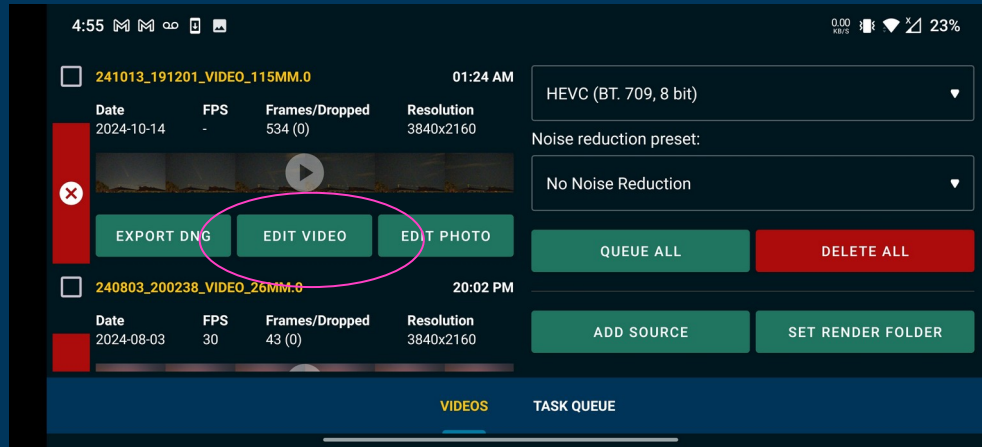 4:55
0.00
KB/S
23%
241013_191201_VIDEO_115MM.0
01:24 AM
Date
FPS
Frames/Dropped
Resolution
2024-10-14
-
534 (0)
3840x2160
EXPORT DNG
EDIT VIDEO
EDIT PHOTO
240803_200238_VIDEO_26MM.0
20:02 PM
Date
FPS
Frames/Dropped
Resolution
2024-08-03
30
43 (0)
3840x2160
HEVC (BT. 709, 8 bit)
Noise reduction preset:
No Noise Reduction
QUEUE ALL
DELETE ALL
ADD SOURCE
SET RENDER FOLDER
VIDEOS
TASK QUEUE